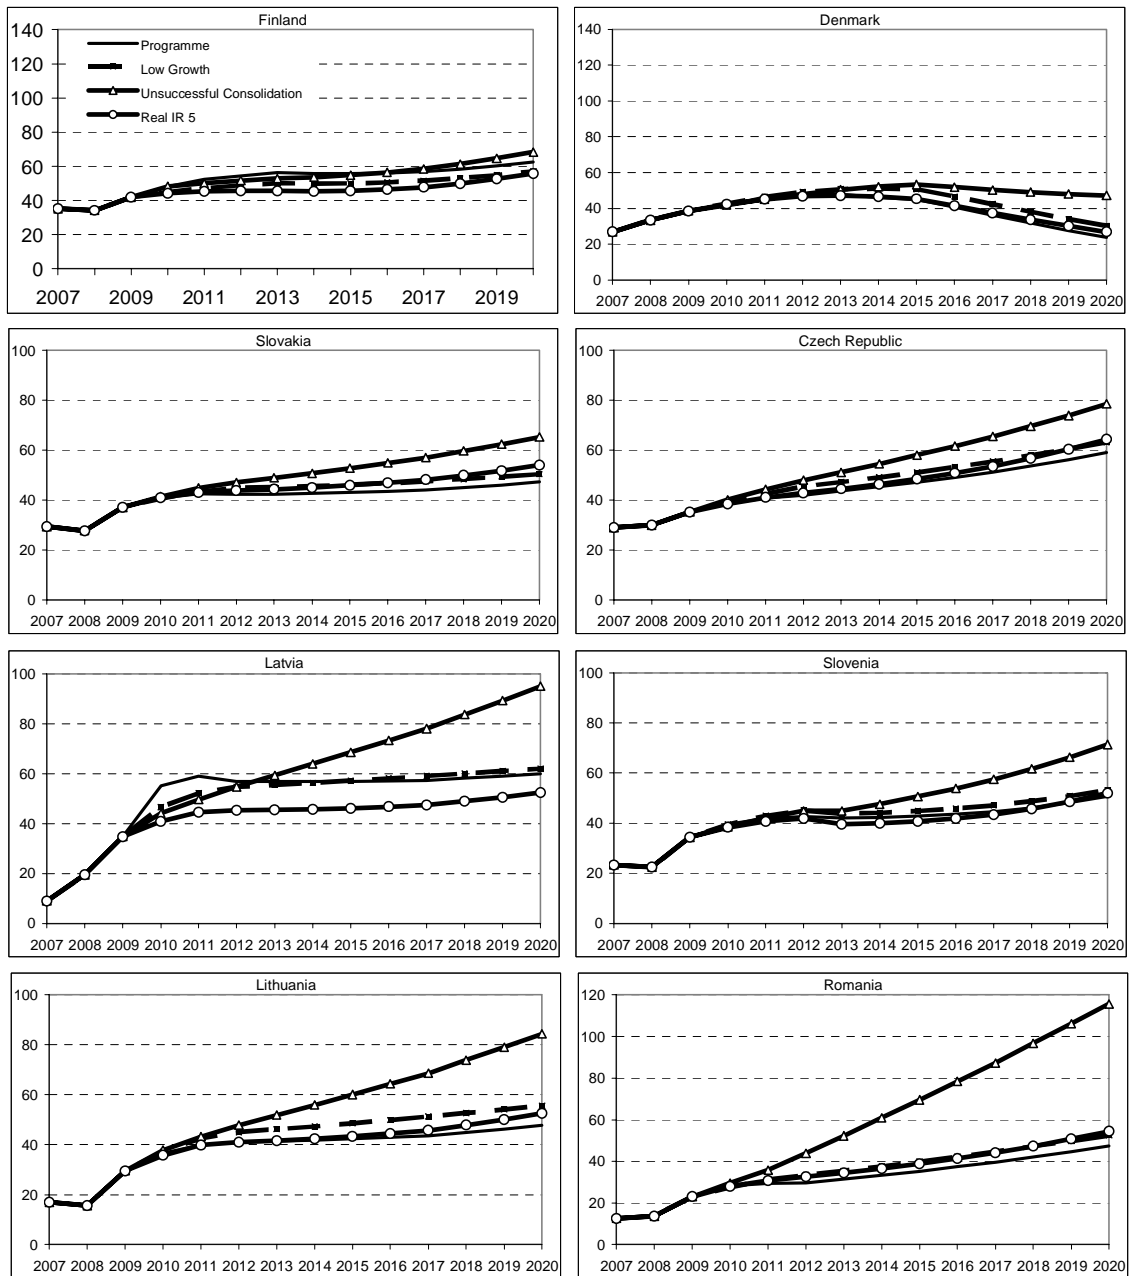 Finland
140
120
100
80
60
40
20
0
Programme
Low Growth
Unsuccessful Consolidation
Real IR 5
2007 2009 2011 2013 2015 2017 2019
Denmark
140
120
100
80
60
40
20
0
2007 2008 2009 2010 2011 2012 2013 2014 2015 2016 2017 2018 2019 2020
Slovakia
100
80
60
40
20
0
2007 2008 2009 2010 2011 2012 2013 2014 2015 2016 2017 2018 2019 2020
Czech Republic
100
80
60
40
20
0
2007 2008 2009 2010 2011 2012 2013 2014 2015 2016 2017 2018 2019 2020
Latvia
100
80
60
40
20
0
2007 2008 2009 2010 2011 2012 2013 2014 2015 2016 2017 2018 2019 2020
Slovenia
100
80
60
40
20
0
2007 2008 2009 2010 2011 2012 2013 2014 2015 2016 2017 2018 2019 2020
Lithuania
100
80
60
40
20
0
2007 2008 2009 2010 2011 2012 2013 2014 2015 2016 2017 2018 2019 2020
Romania
120
100
80
60
40
20
0
2007 2008 2009 2010 2011 2012 2013 2014 2015 2016 2017 2018 2019 2020